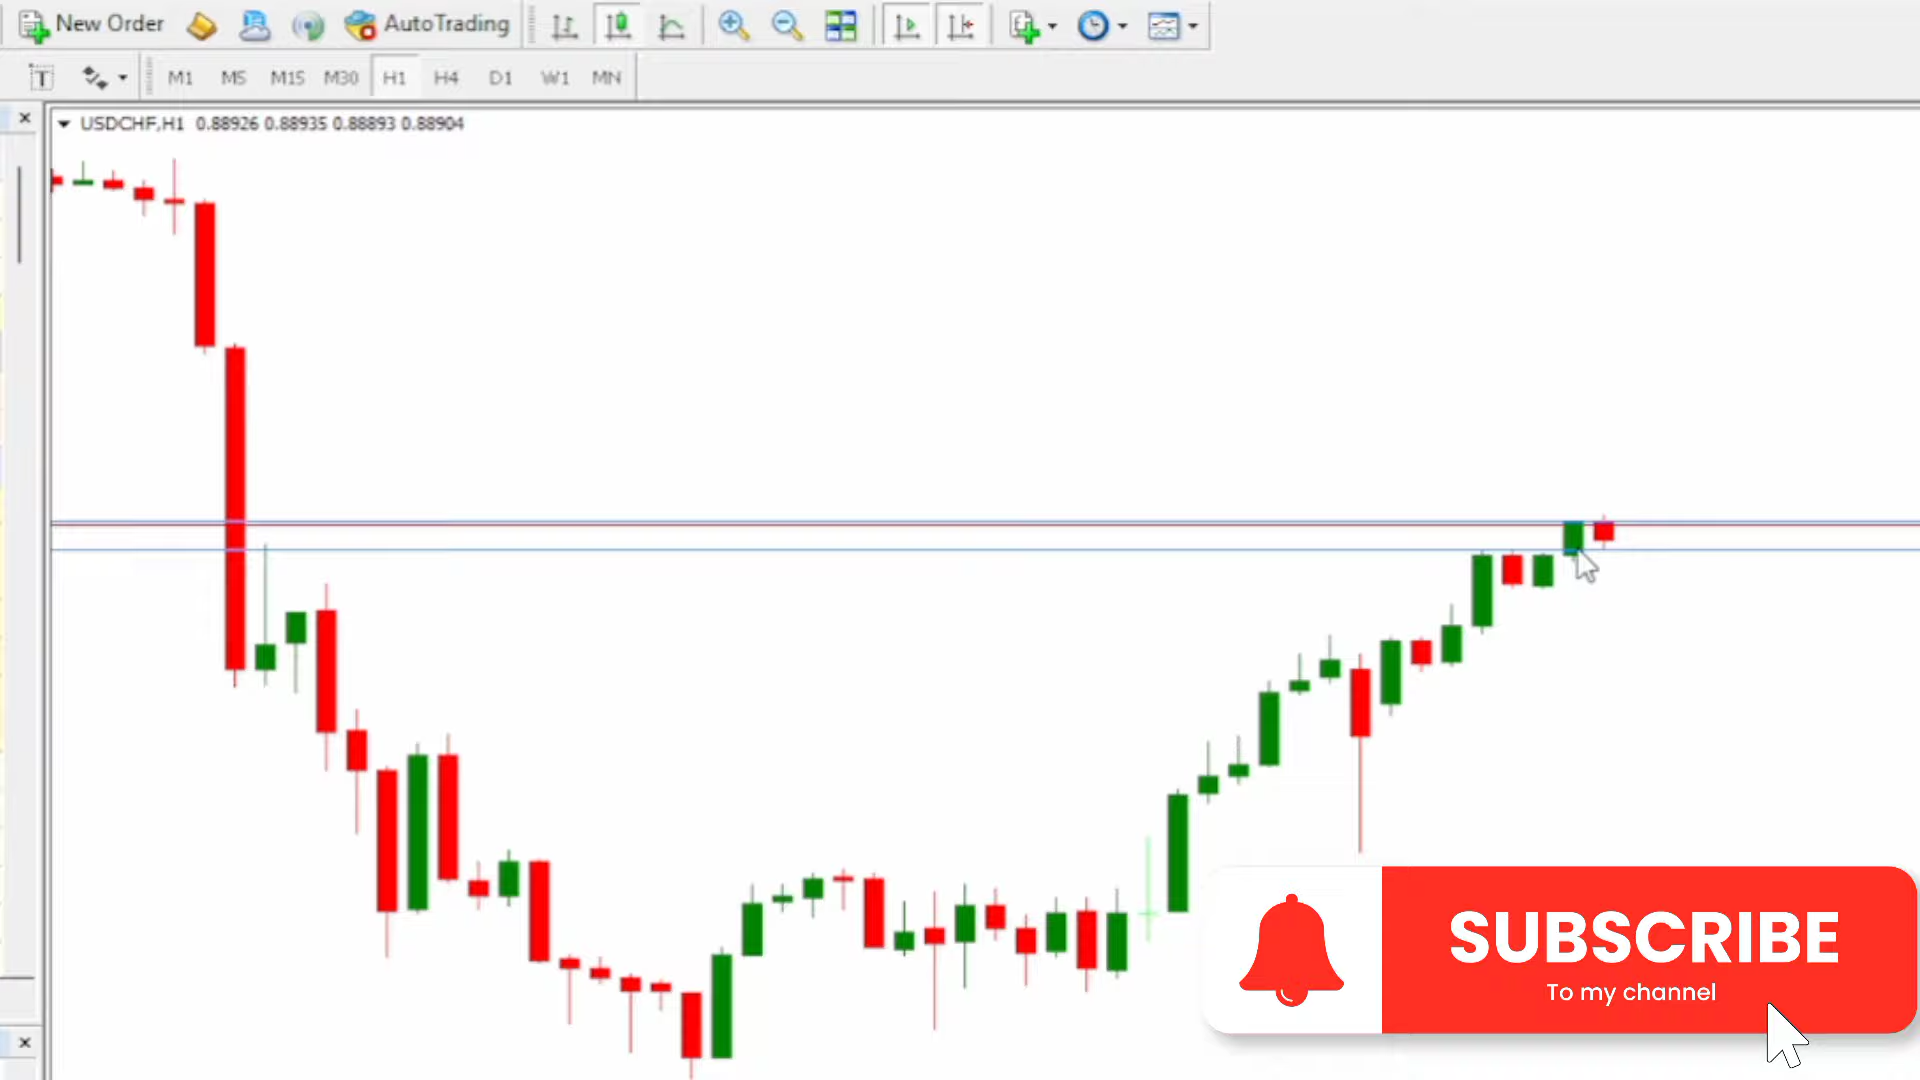 New Order AutoTrading
T M1 M5 M15 M30 H1 H4 D1 W1 MN
USDCHF,H1 0.88926 0.88935 0.88893 0.88904
SUBSCRIBE
To my channel